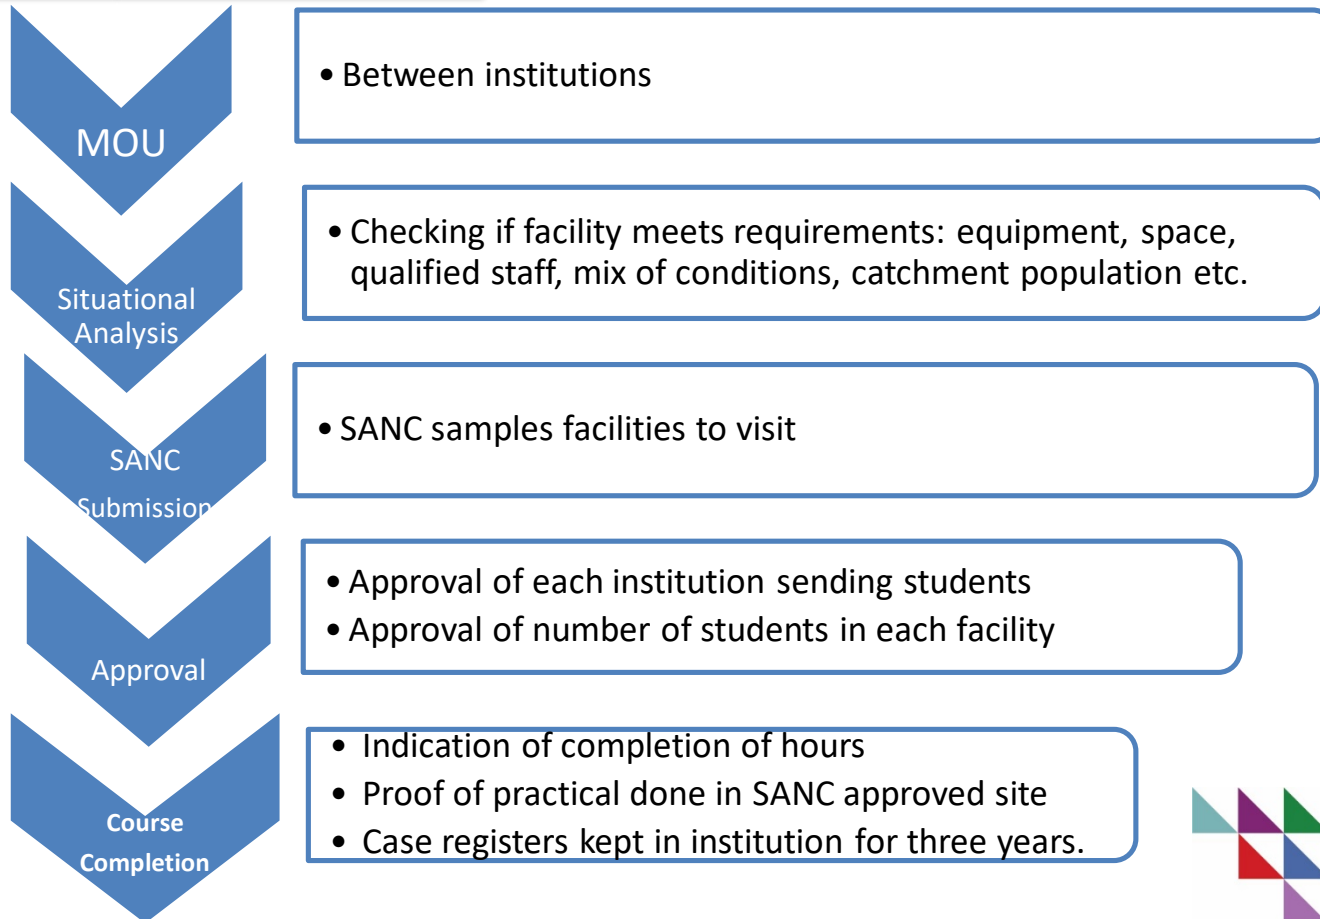 MOU
• Between institutions
Situational
Analysis
• Checking if facility meets requirements: equipment, space,
qualified staff, mix of conditions, catchment population etc.
SANC
Submission
• SANC samples facilities to visit
Approval
• Approval of each institution sending students
• Approval of number of students in each facility
Course
Completion
• Indication of completion of hours
• Proof of practical done in SANC approved site
• Case registers kept in institution for three years.